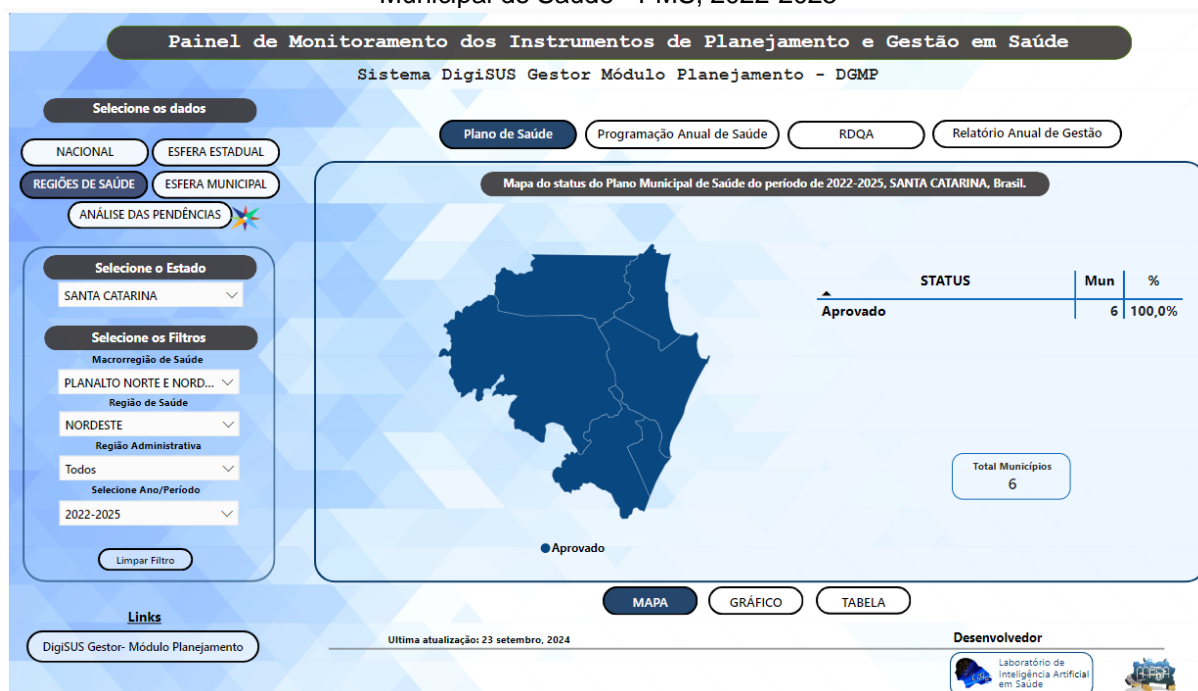 Municipal de Saúde - PMS, 2022-2025
Painel de Monitoramento dos Instrumentos de Planejamento e Gestão em Saúde
Sistema DigiSUS Gestor Módulo Planejamento - DGMP
Selecione os dados
NACIONAL
ESFERA ESTADUAL
REGIÕES DE SAÚDE
ESFERA MUNICIPAL
ANÁLISE DAS PENDÊNCIAS
Plano de Saúde
Programação Anual de Saúde
RDQA
Relatório Anual de Gestão
Selecione o Estado
SANTA CATARINA
Selecione os Filtros
Macrorregião de Saúde
PLANALTO NORTE E NORD...
Região de Saúde
NORDESTE
Região Administrativa
Todos
Selecione Ano/Período
2022-2025
Limpar Filtro
Mapa do status do Plano Municipal de Saúde do período de 2022-2025, SANTA CATARINA, Brasil.
STATUS Mun %
Aprovado 6 100,0%
Total Municípios
6
Aprovado
MAPA
GRÁFICO
TABELA
Links
DigiSUS Gestor- Módulo Planejamento
Ultima atualização: 23 setembro, 2024
Desenvolvedor
Laboratório de
Inteligência Artificial
em Saúde